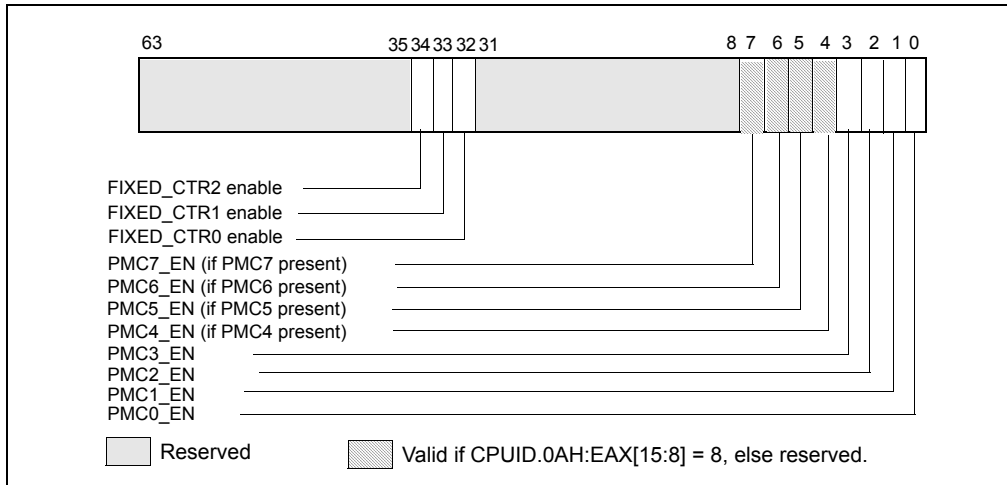 63 35 34 33 32 31 8 7 6 5 4 3 2 1 0
FIXED_CTR2 enable
FIXED_CTR1 enable
FIXED_CTR0 enable
PMC7_EN (if PMC7 present)
PMC6_EN (if PMC6 present)
PMC5_EN (if PMC5 present)
PMC4_EN (if PMC4 present)
PMC3_EN
PMC2_EN
PMC1_EN
PMC0_EN
Reserved Valid if CPUID.0AH:EAX[15:8] = 8, else reserved.